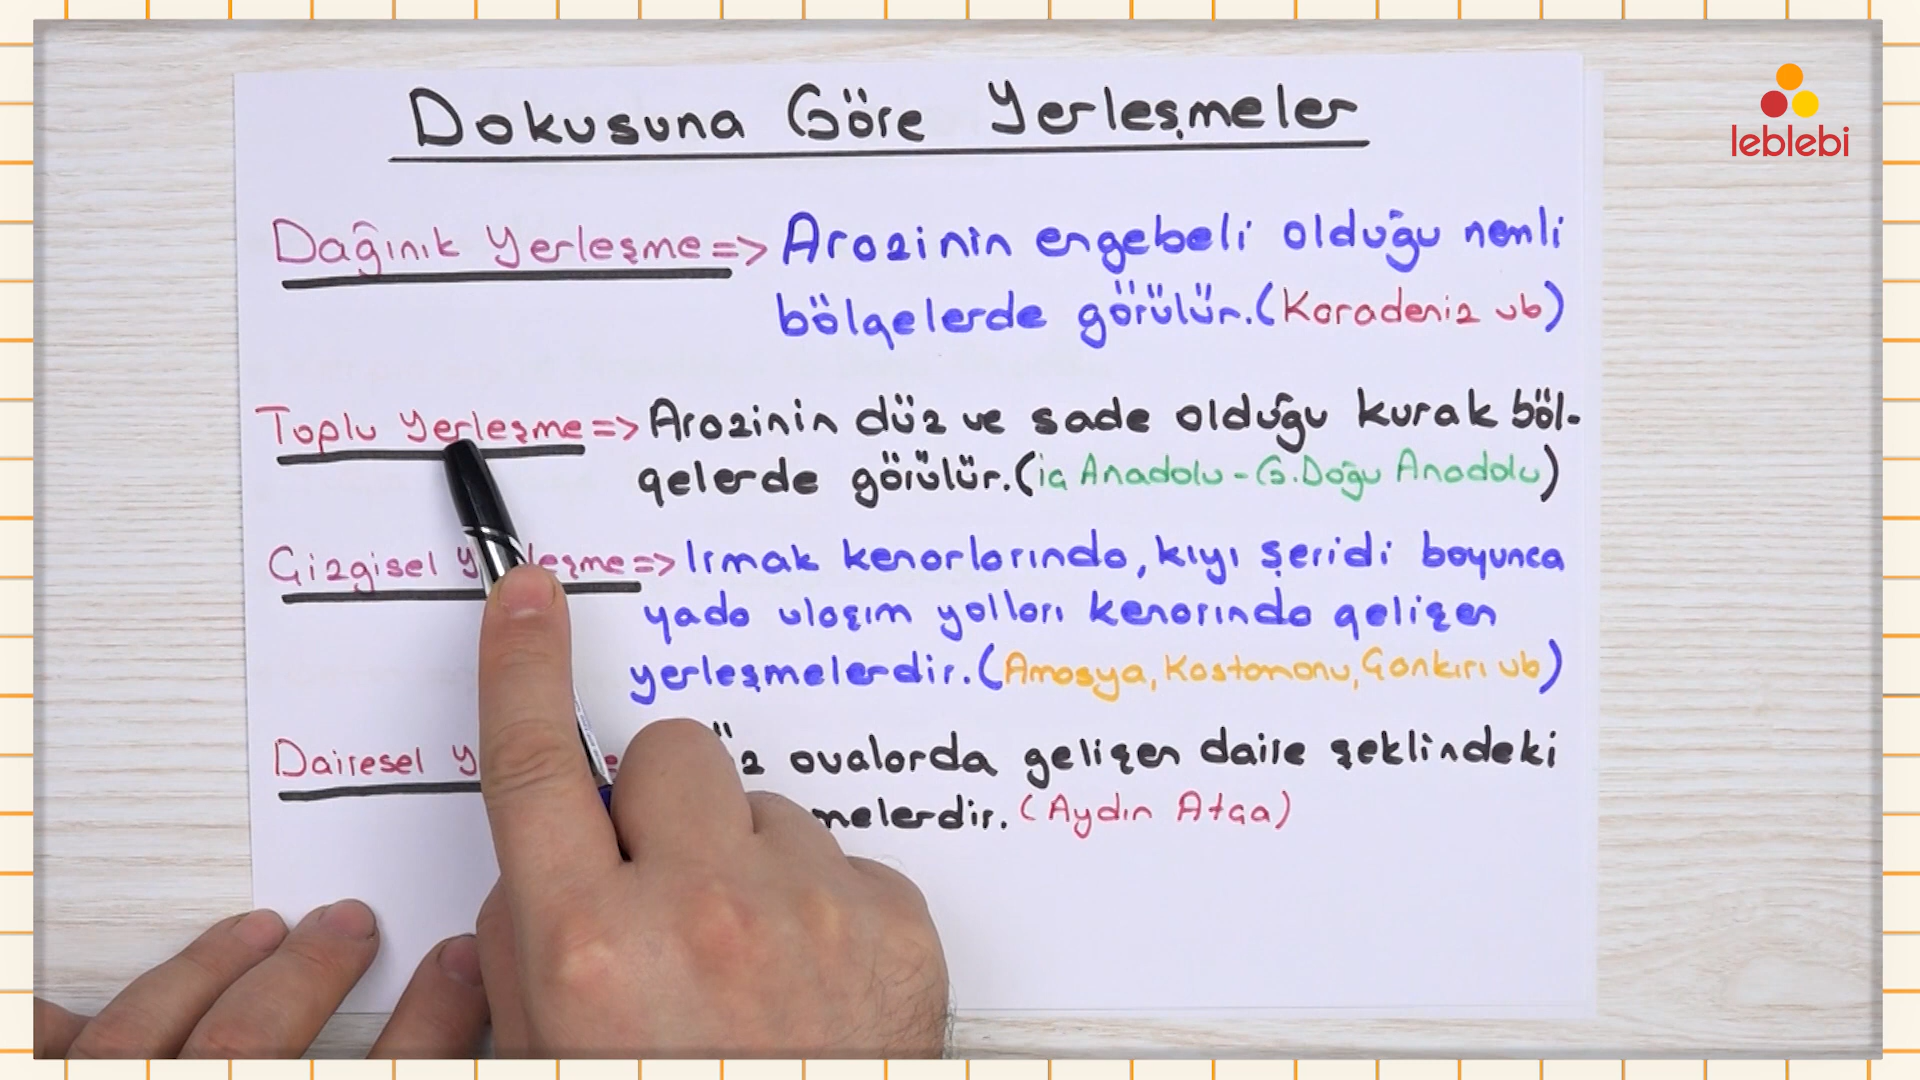 Dokusuna Göre Yerleşmeler
leblebi
Dağınık Yerleşme => Arazinin engebeli olduğu nemli
bölgelerde görülür. (Karadeniz vb)
Toplu Yerleşme => Arazinin düz ve sade olduğu kurak böl-
gelerde görülür. (iç Anadolu - G. Doğu Anadolu)
Çizgisel => Irmak kenarlarında, kıyı şeridi boyunca
yada ulaşım yolları kenarında gelişen
yerleşmelerdir. (Amasya, Kastamonu, Çankırı vb)
Dairesel ovalarda gelişen daire şeklindeki
(Aydın Atça)